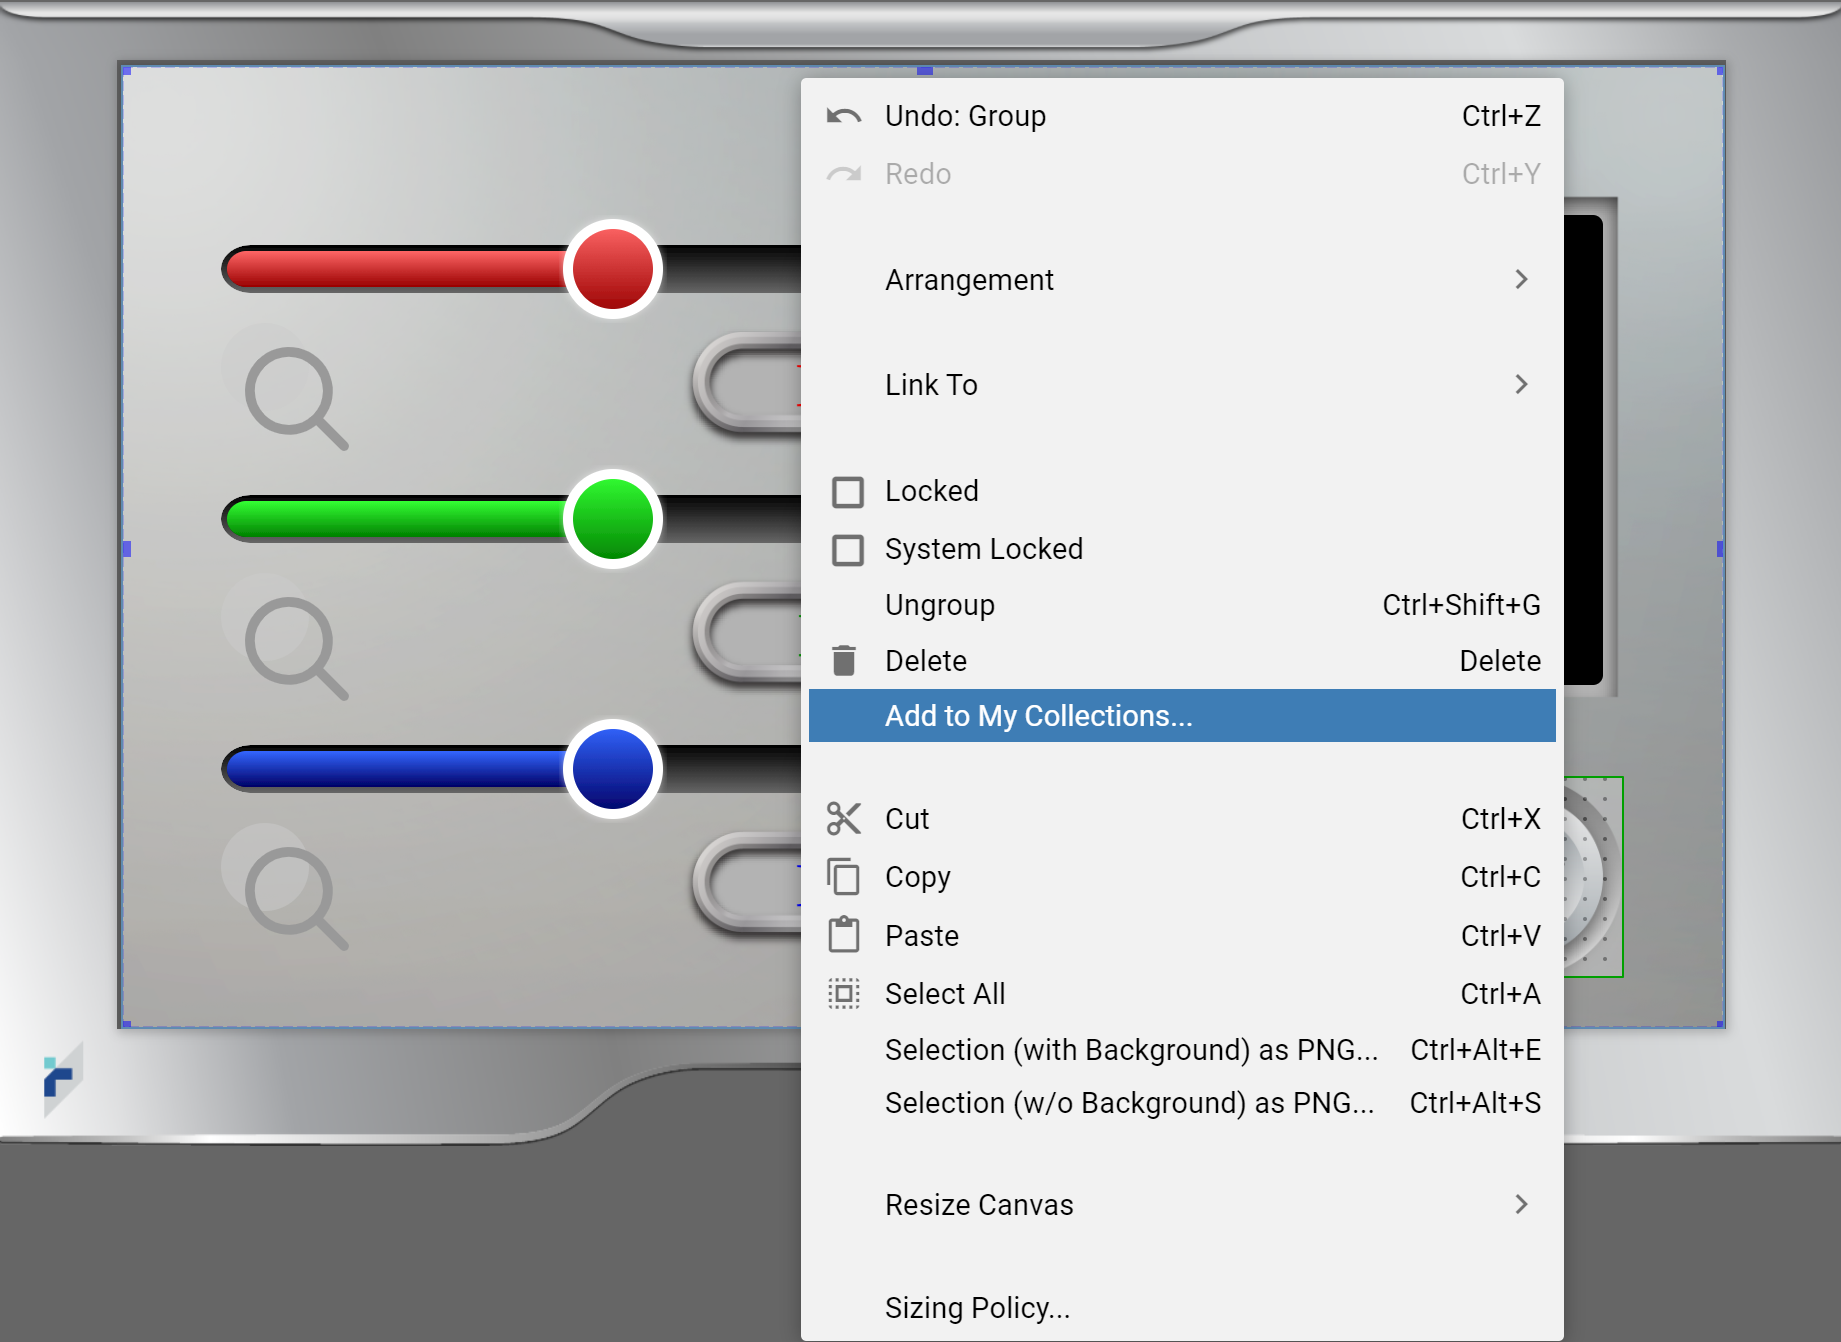 Undo: Group Ctrl+Z
Redo Ctrl+Y
Arrangement
Link To
Locked
System Locked
Ungroup Ctrl+Shift+G
Delete Delete
Add to My Collections...
Cut Ctrl+X
Copy Ctrl+C
Paste Ctrl+V
Select All Ctrl+A
Selection (with Background) as PNG... Ctrl+Alt+E
Selection (w/o Background) as PNG... Ctrl+Alt+S
Resize Canvas
Sizing Policy...